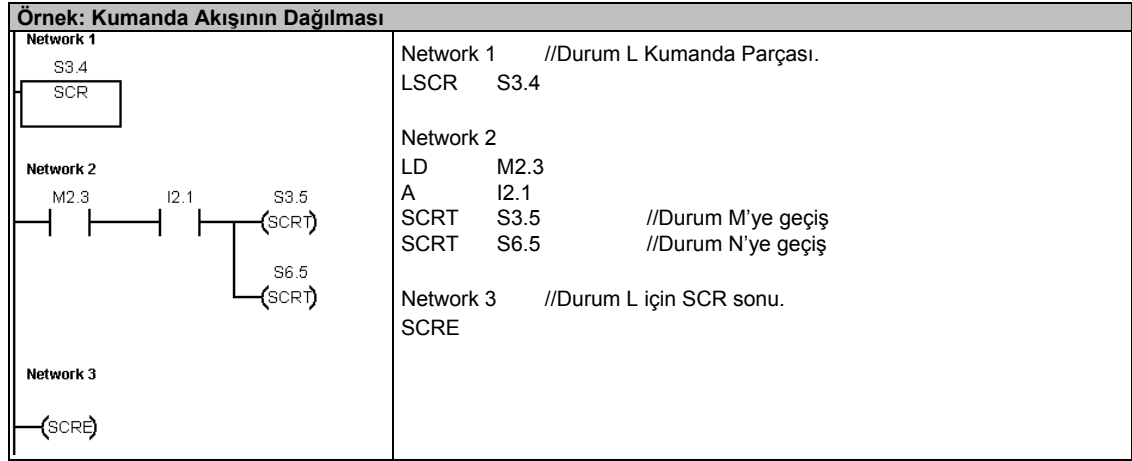 Örnek: Kumanda Akışının Dağılması
Network 1
S3.4
SCR
Network 2
M2.3 I2.1 S3.5
(SCRT)
S6.5
(SCRT)
Network 3
(SCRE)
Network 1 //Durum L Kumanda Parçası.
LSCR S3.4
Network 2
LD M2.3
A I2.1
SCRT S3.5 //Durum M’ye geçiş
SCRT S6.5 //Durum N’ye geçiş
Network 3 //Durum L için SCR sonu.
SCRE